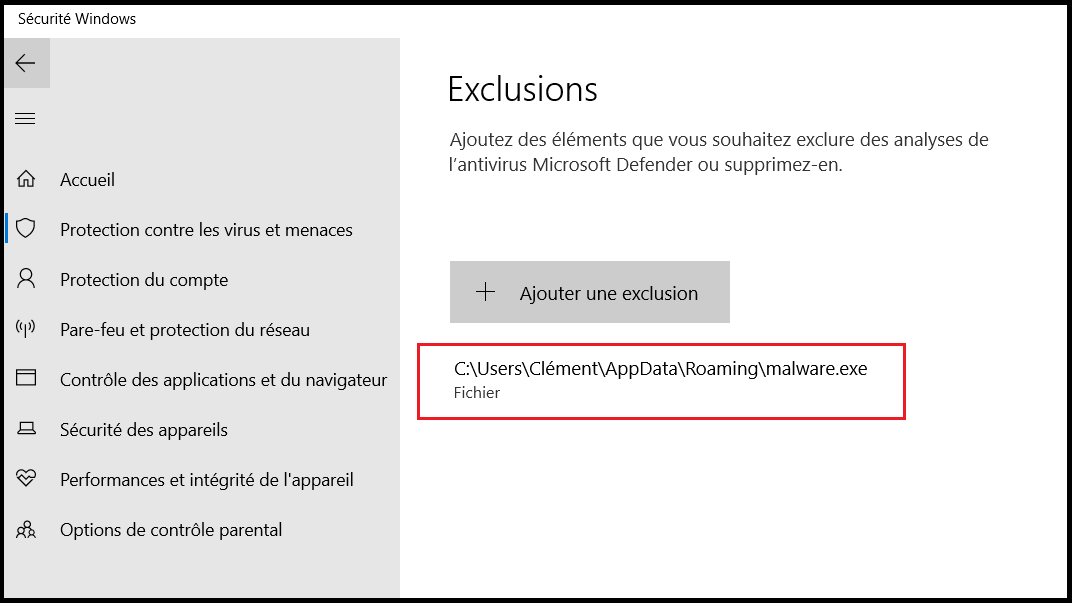 Sécurité Windows
Accueil
Protection contre les virus et menaces
Protection du compte
Pare-feu et protection du réseau
Contrôle des applications et du navigateur
Sécurité des appareils
Performances et intégrité de l'appareil
Options de contrôle parental
Exclusions
Ajoutez des éléments que vous souhaitez exclure des analyses de
l’antivirus Microsoft Defender ou supprimez-en.
Ajouter une exclusion
C:\Users\Clément\AppData\Roaming\malware.exe
Fichier